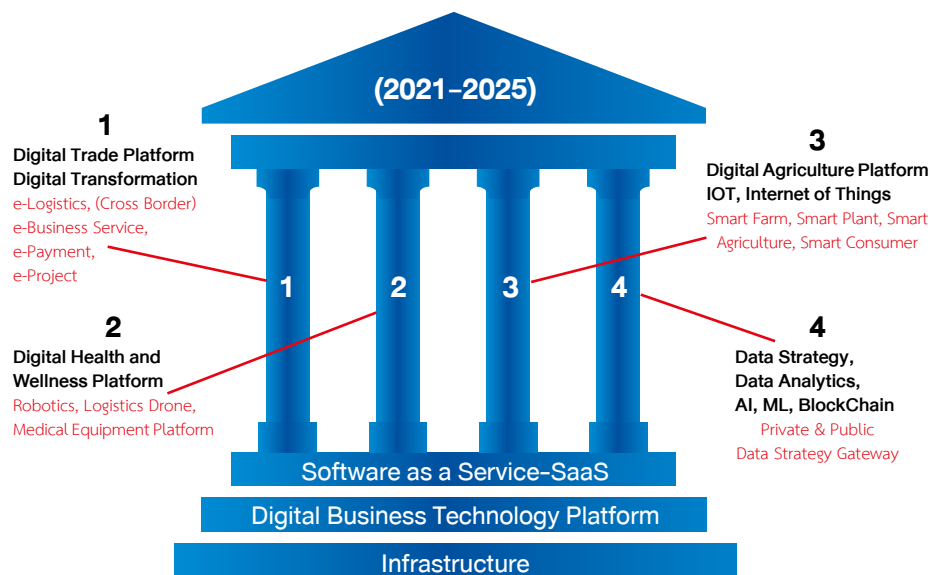 (2021–2025)
1
Digital Trade Platform
Digital Transformation
e-Logistics, (Cross Border)
e-Business Service,
e-Payment,
e-Project
2
Digital Health and
Wellness Platform
Robotics, Logistics Drone,
Medical Equipment Platform
3
Digital Agriculture Platform
IOT, Internet of Things
Smart Farm, Smart Plant, Smart
Agriculture, Smart Consumer
4
Data Strategy,
Data Analytics,
AI, ML, BlockChain
Private & Public
Data Strategy Gateway
1
2
3
4
Software as a Service–SaaS
Digital Business Technology Platform
Infrastructure